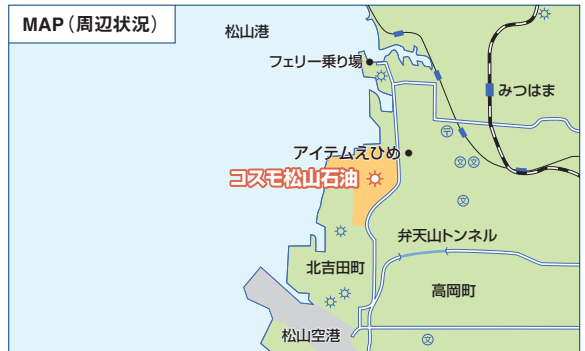 MAP（周辺状況）
松山港
フェリー乗り場
みつはま
アイテムえひめ
コスモ松山石油
弁天山トンネル
北吉田町
高岡町
松山空港